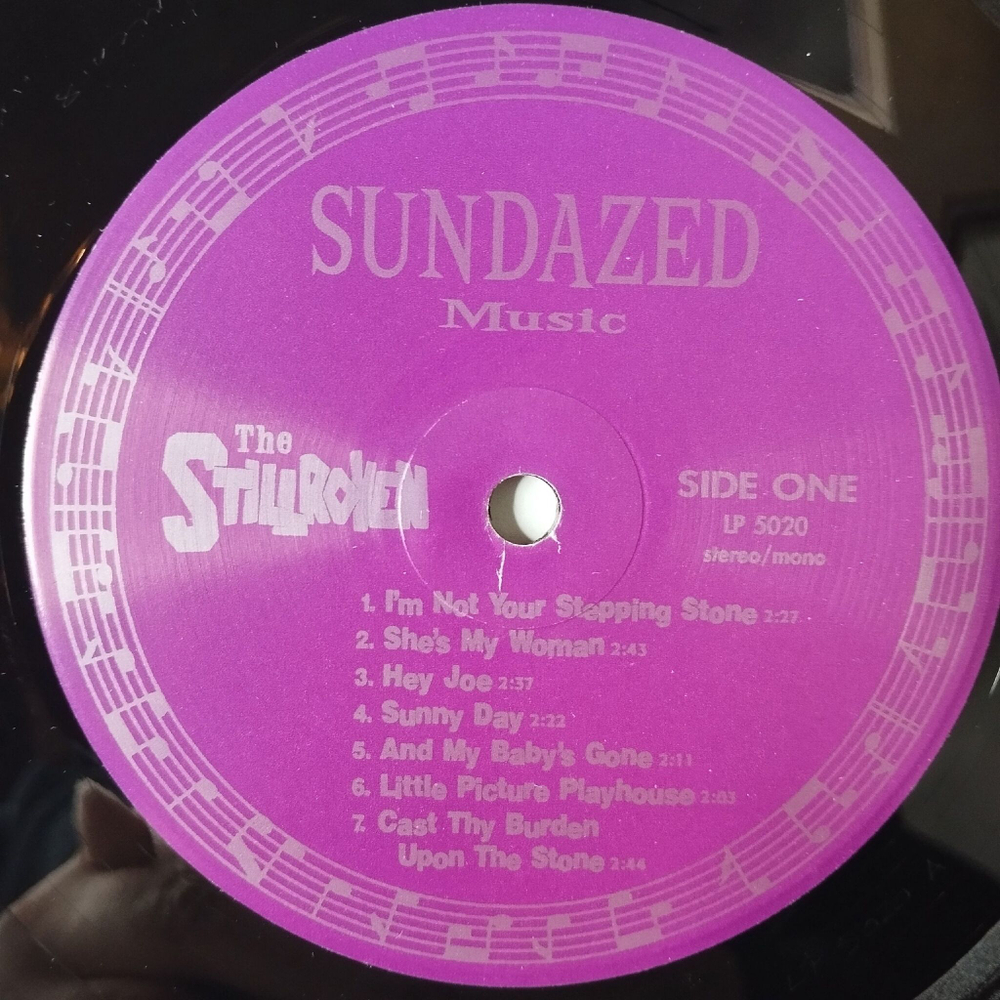 SUNDAZED
Music
The
STILLROVEN
SIDE ONE
LP 5020
stereo/mono
1. I'm Not Your Stepping Stone 2:27
2. She's My Woman 2:43
3. Hey Joe 2:37
4. Sunny Day 2:22
5. And My Baby's Gone 2:11
6. Little Picture Playhouse 2:03
7. Cast Thy Burden
Upon The Stone 2:44